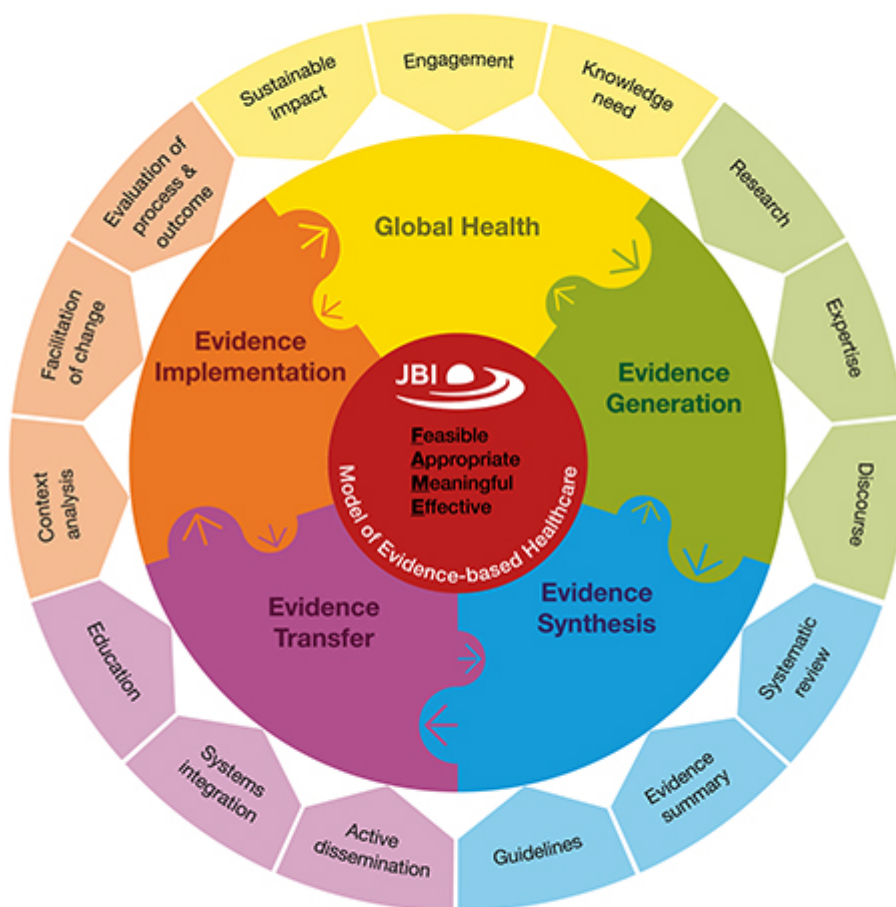 Sustainable
impact
Engagement
Knowledge
need
Research
Expertise
Discourse
Systematic
review
Evidence
summary
Guidelines
Active
dissemination
Systems
integration
Education
Context
analysis
Facilitation
of change
Evaluation of
process &
outcome
Global Health
Evidence
Generation
Evidence
Synthesis
Evidence
Transfer
Evidence
Implementation
JBI
Feasible
Appropriate
Meaningful
Effective
Model of Evidence-based Healthcare